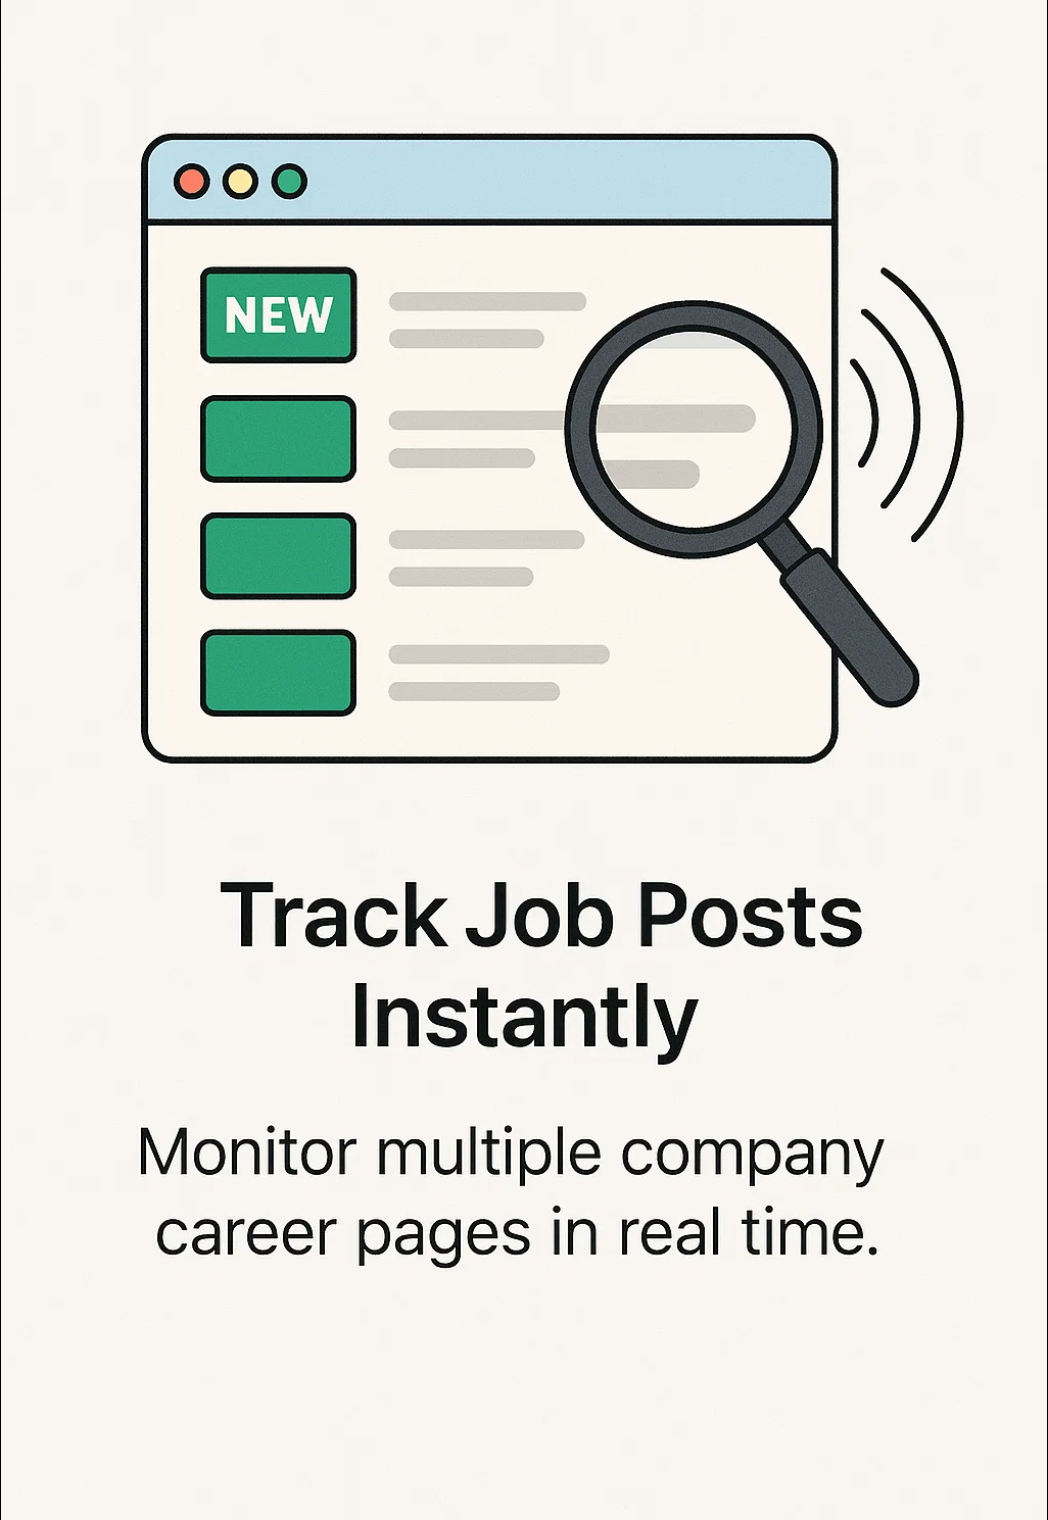 NEW
Track Job Posts
Instantly
Monitor multiple company
career pages in real time.